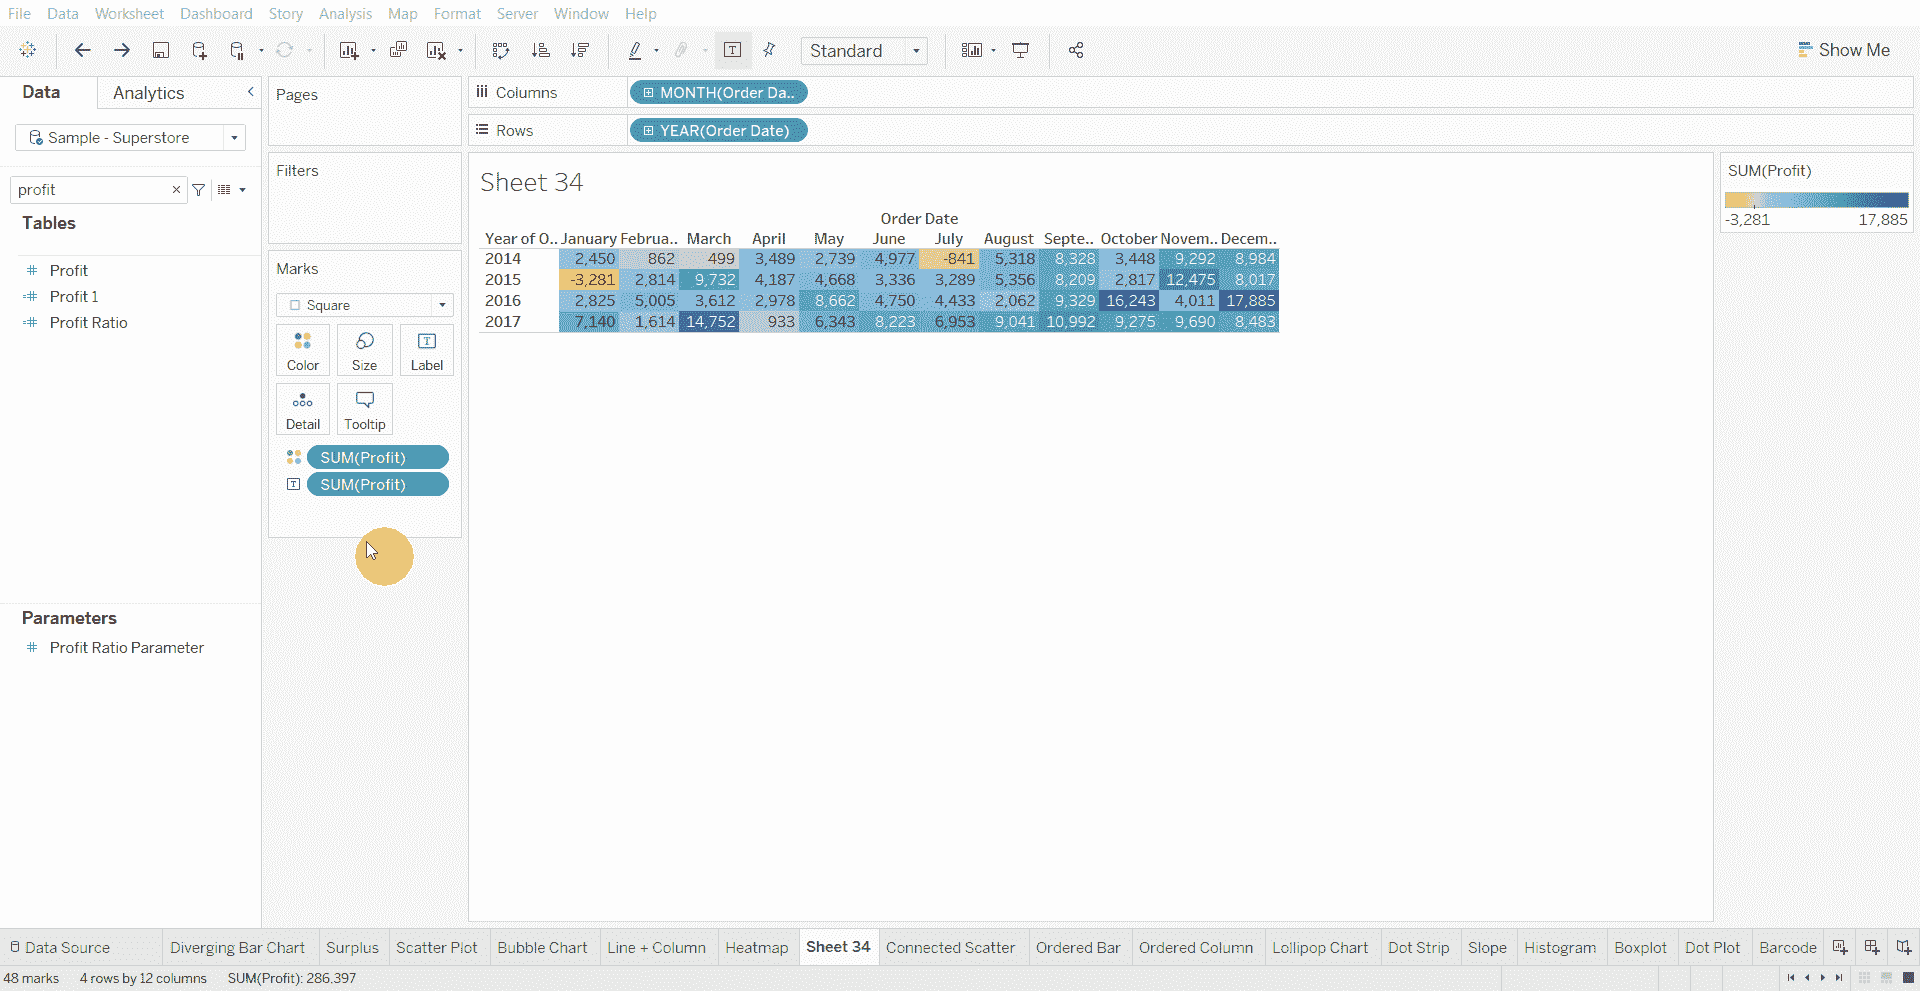 File Data Worksheet Dashboard Story Analysis Map Format Server Window Help
Standard
Show Me
Data Analytics
Sample - Superstore
profit
Tables
Profit
Profit 1
Profit Ratio
Parameters
Profit Ratio Parameter
Pages
Filters
Marks
Square
Color Size Label
Detail Tooltip
SUM(Profit)
SUM(Profit)
Columns MONTH(Order Da..
Rows YEAR(Order Date)
Sheet 34
Order Date
Year of O.. January Februa.. March April May June July August Septe.. October Novem.. Decem..
2014 2,450 862 499 3,489 2,739 4,977 -841 5,318 8,328 3,448 9,292 8,984
2015 -3,281 2,814 9,732 4,187 4,668 3,336 3,289 5,356 8,209 2,817 12,475 8,017
2016 2,825 5,005 3,612 2,978 8,662 4,750 4,433 2,062 9,329 16,243 4,011 17,885
2017 7,140 1,614 14,752 933 6,343 8,223 6,953 9,041 10,992 9,275 9,690 8,483
SUM(Profit)
-3,281 17,885
Data Source Diverging Bar Chart Surplus Scatter Plot Bubble Chart Line + Column Heatmap Sheet 34 Connected Scatter Ordered Bar Ordered Column Lollipop Chart Dot Strip Slope Histogram Boxplot Dot Plot Barcode
48 marks 4 rows by 12 columns SUM(Profit): 286,397